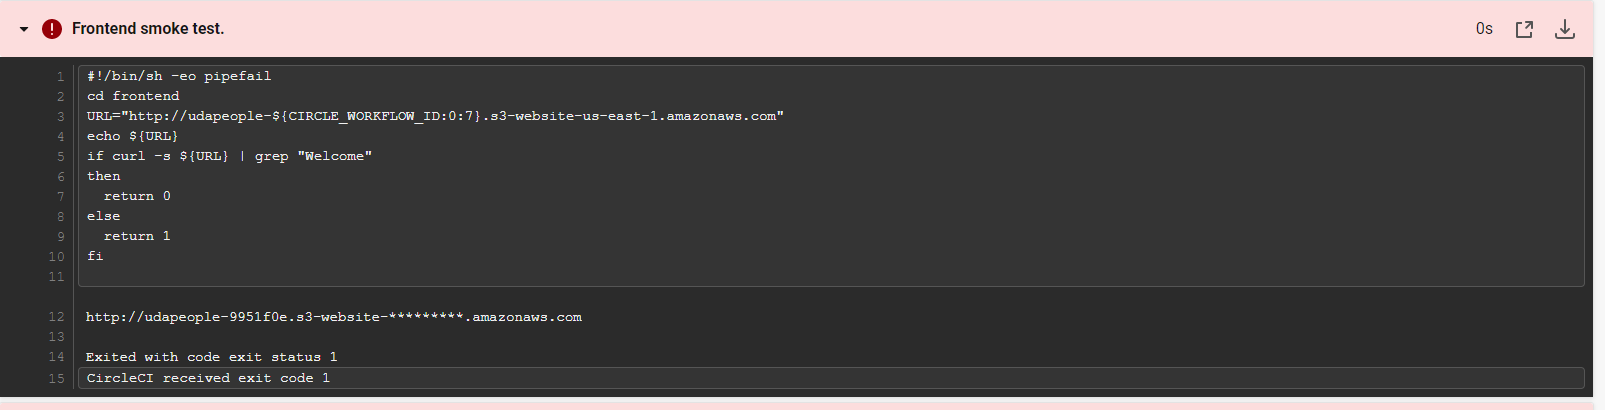 Frontend smoke test.
0s
1 #!/bin/sh -eo pipefail
2 cd frontend
3 URL="http://udapeople-${CIRCLE_WORKFLOW_ID:0:7}.s3-website-us-east-1.amazonaws.com"
4 echo ${URL}
5 if curl -s ${URL} | grep "Welcome"
6 then
7   return 0
8 else
9   return 1
10 fi
11
12 http://udapeople-9951f0e.s3-website-*********.amazonaws.com
13
14 Exited with code exit status 1
15 CircleCI received exit code 1